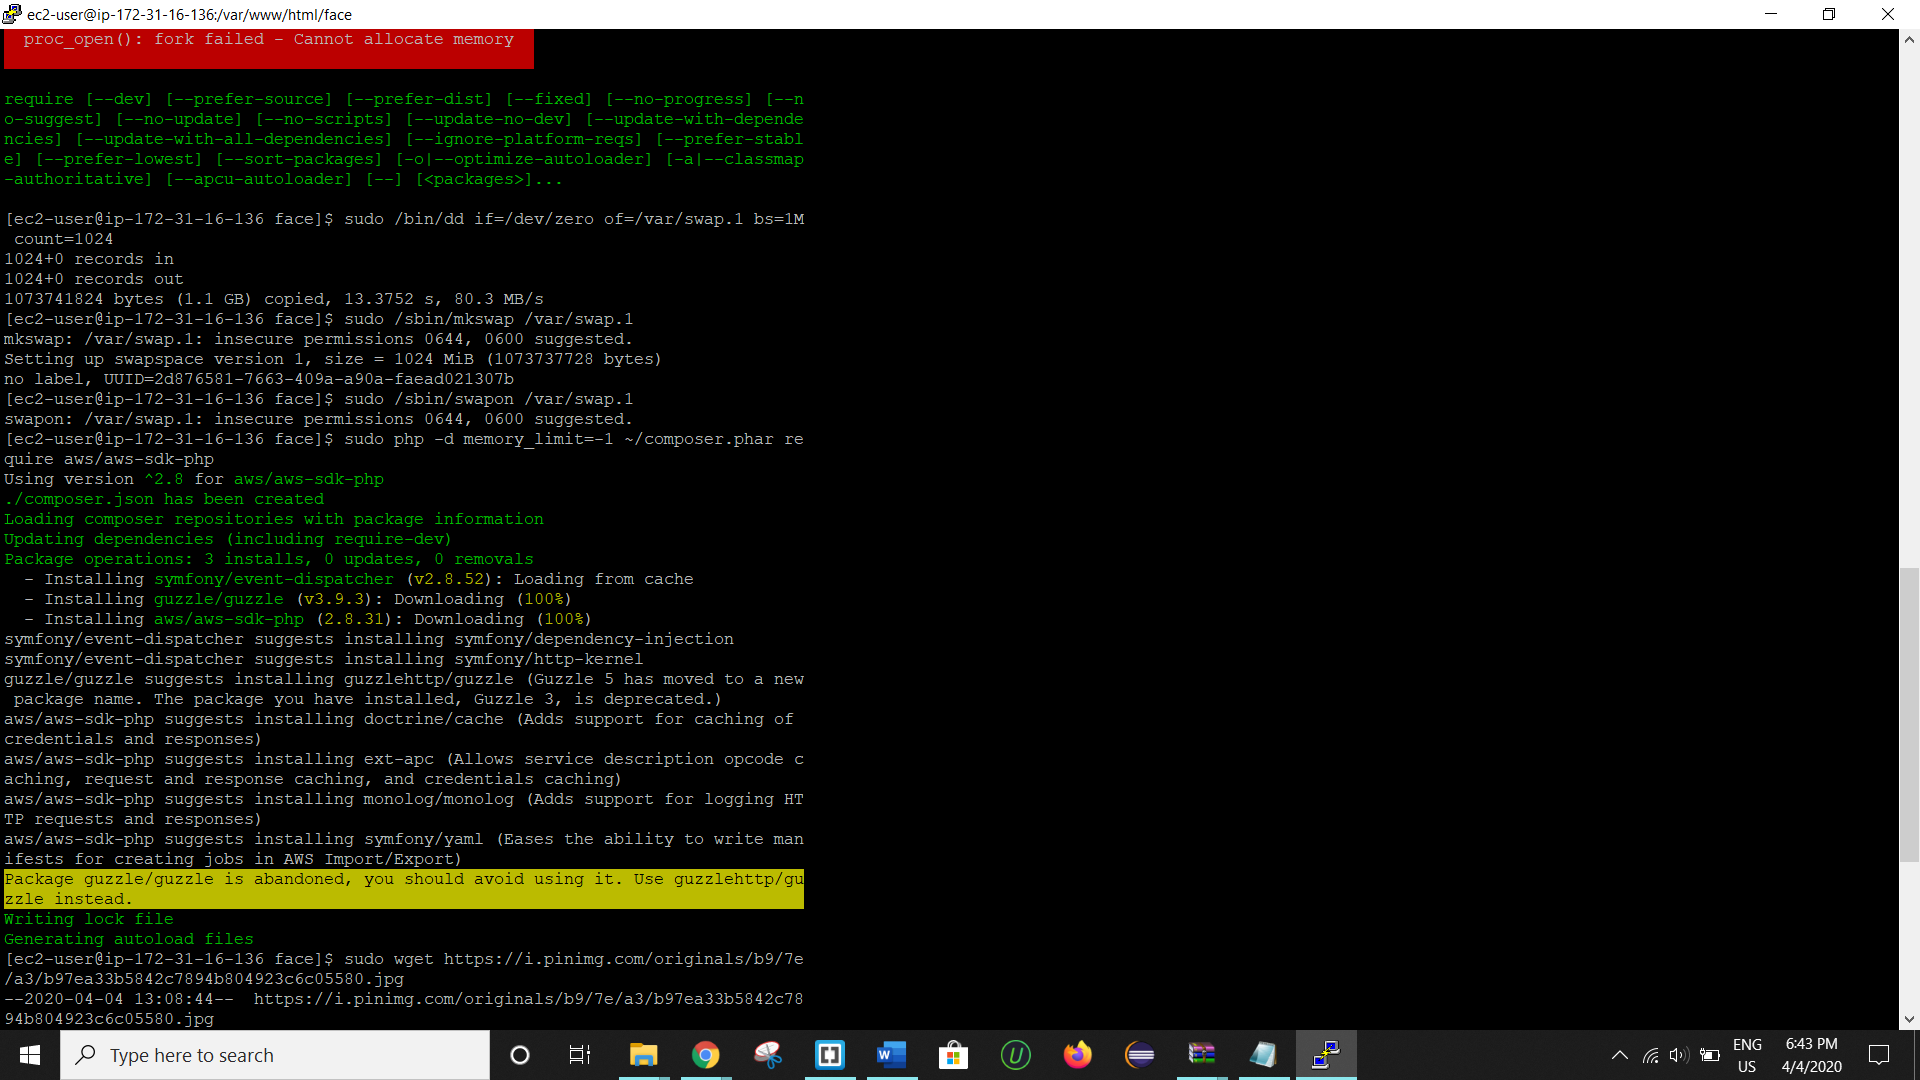 ec2-user@ip-172-31-16-136:/var/www/html/face
proc_open(): fork failed - Cannot allocate memory
require [--dev] [--prefer-source] [--prefer-dist] [--fixed] [--no-progress] [--n
o-suggest] [--no-update] [--no-scripts] [--update-no-dev] [--update-with-depende
ncies] [--update-with-all-dependencies] [--ignore-platform-reqs] [--prefer-stabl
e] [--prefer-lowest] [--sort-packages] [-o|--optimize-autoloader] [-a|--classmap
-authoritative] [--apcu-autoloader] [--] [<packages>]...
[ec2-user@ip-172-31-16-136 face]$ sudo /bin/dd if=/dev/zero of=/var/swap.1 bs=1M
count=1024
1024+0 records in
1024+0 records out
1073741824 bytes (1.1 GB) copied, 13.3752 s, 80.3 MB/s
[ec2-user@ip-172-31-16-136 face]$ sudo /sbin/mkswap /var/swap.1
mkswap: /var/swap.1: insecure permissions 0644, 0600 suggested.
Setting up swapspace version 1, size = 1024 MiB (1073737728 bytes)
no label, UUID=2d876581-7663-409a-a90a-faead021307b
[ec2-user@ip-172-31-16-136 face]$ sudo /sbin/swapon /var/swap.1
swapon: /var/swap.1: insecure permissions 0644, 0600 suggested.
[ec2-user@ip-172-31-16-136 face]$ sudo php -d memory_limit=-1 ~/composer.phar re
quire aws/aws-sdk-php
Using version ^2.8 for aws/aws-sdk-php
./composer.json has been created
Loading composer repositories with package information
Updating dependencies (including require-dev)
Package operations: 3 installs, 0 updates, 0 removals
- Installing symfony/event-dispatcher (v2.8.52): Loading from cache
- Installing guzzle/guzzle (v3.9.3): Downloading (100%)
- Installing aws/aws-sdk-php (2.8.31): Downloading (100%)
symfony/event-dispatcher suggests installing symfony/dependency-injection
symfony/event-dispatcher suggests installing symfony/http-kernel
guzzle/guzzle suggests installing guzzlehttp/guzzle (Guzzle 5 has moved to a new
package name. The package you have installed, Guzzle 3, is deprecated.)
aws/aws-sdk-php suggests installing doctrine/cache (Adds support for caching of
credentials and responses)
aws/aws-sdk-php suggests installing ext-apc (Allows service description opcode c
aching, request and response caching, and credentials caching)
aws/aws-sdk-php suggests installing monolog/monolog (Adds support for logging HT
TP requests and responses)
aws/aws-sdk-php suggests installing symfony/yaml (Eases the ability to write man
ifests for creating jobs in AWS Import/Export)
Package guzzle/guzzle is abandoned, you should avoid using it. Use guzzlehttp/gu
zzle instead.
Writing lock file
Generating autoload files
[ec2-user@ip-172-31-16-136 face]$ sudo wget https://i.pinimg.com/originals/b9/7e
/a3/b97ea33b5842c7894b804923c6c05580.jpg
--2020-04-04 13:08:44--  https://i.pinimg.com/originals/b9/7e/a3/b97ea33b5842c78
94b804923c6c05580.jpg
Type here to search
ENG
US
6:43 PM
4/4/2020